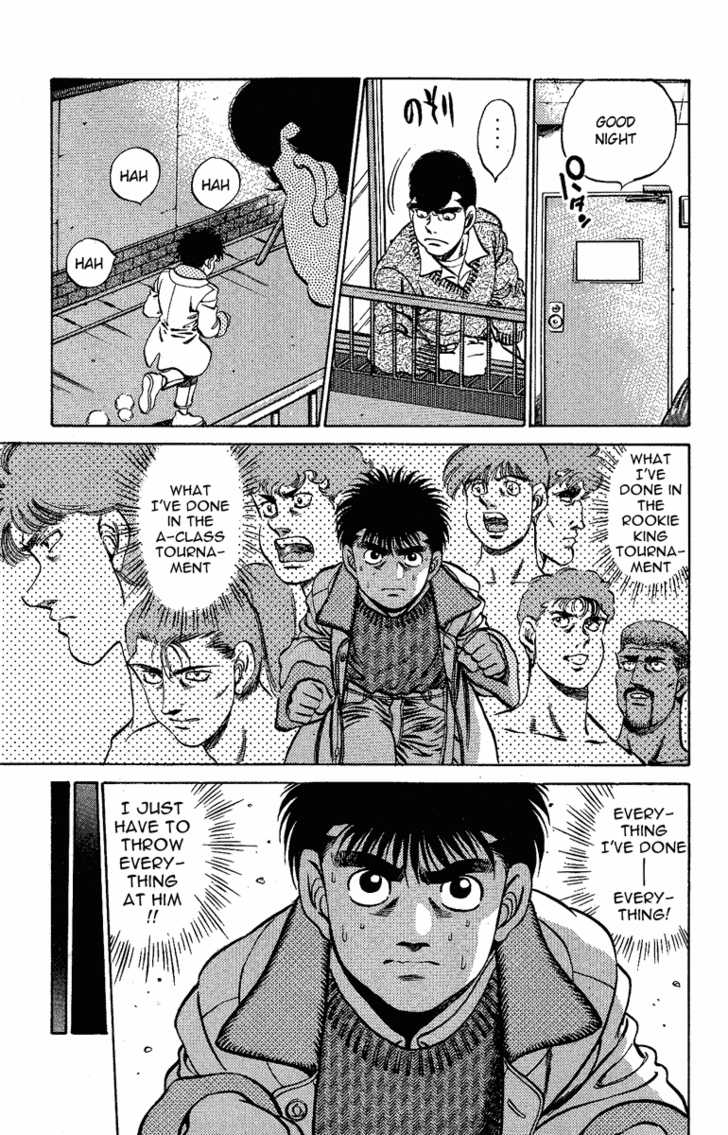 GOOD
NIGHT
パタン
....
のそり
HAH
HAH
HAH
WHAT
I'VE
DONE IN
THE
ROOKIE
KING
TOURNA-
MENT
WHAT
I'VE DONE
IN THE
A-CLASS
TOURNA-
MENT
EVERY-
THING
I'VE DONE
—
EVERY-
THING!
I JUST
HAVE TO
THROW
EVERY-
THING
AT HIM
!!